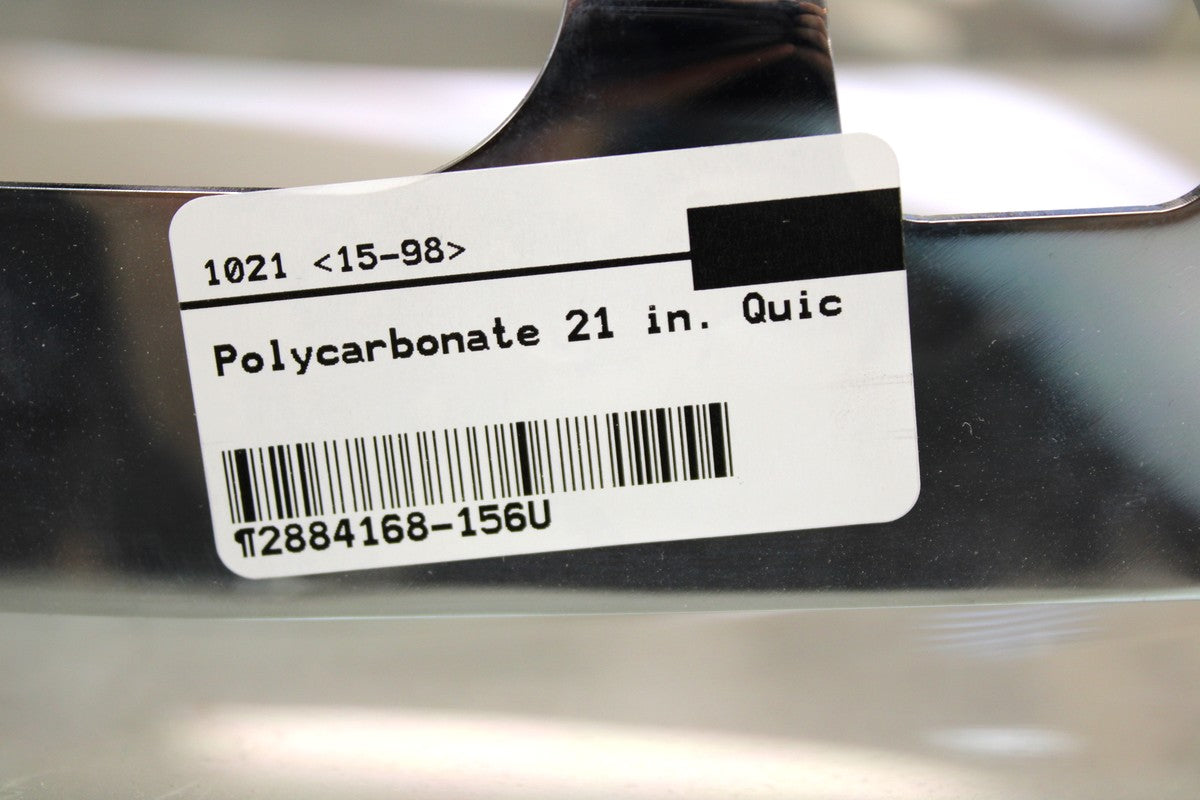 1021 <15-98>
Polycarbonate 21 in. Quic
¶2884168-156U